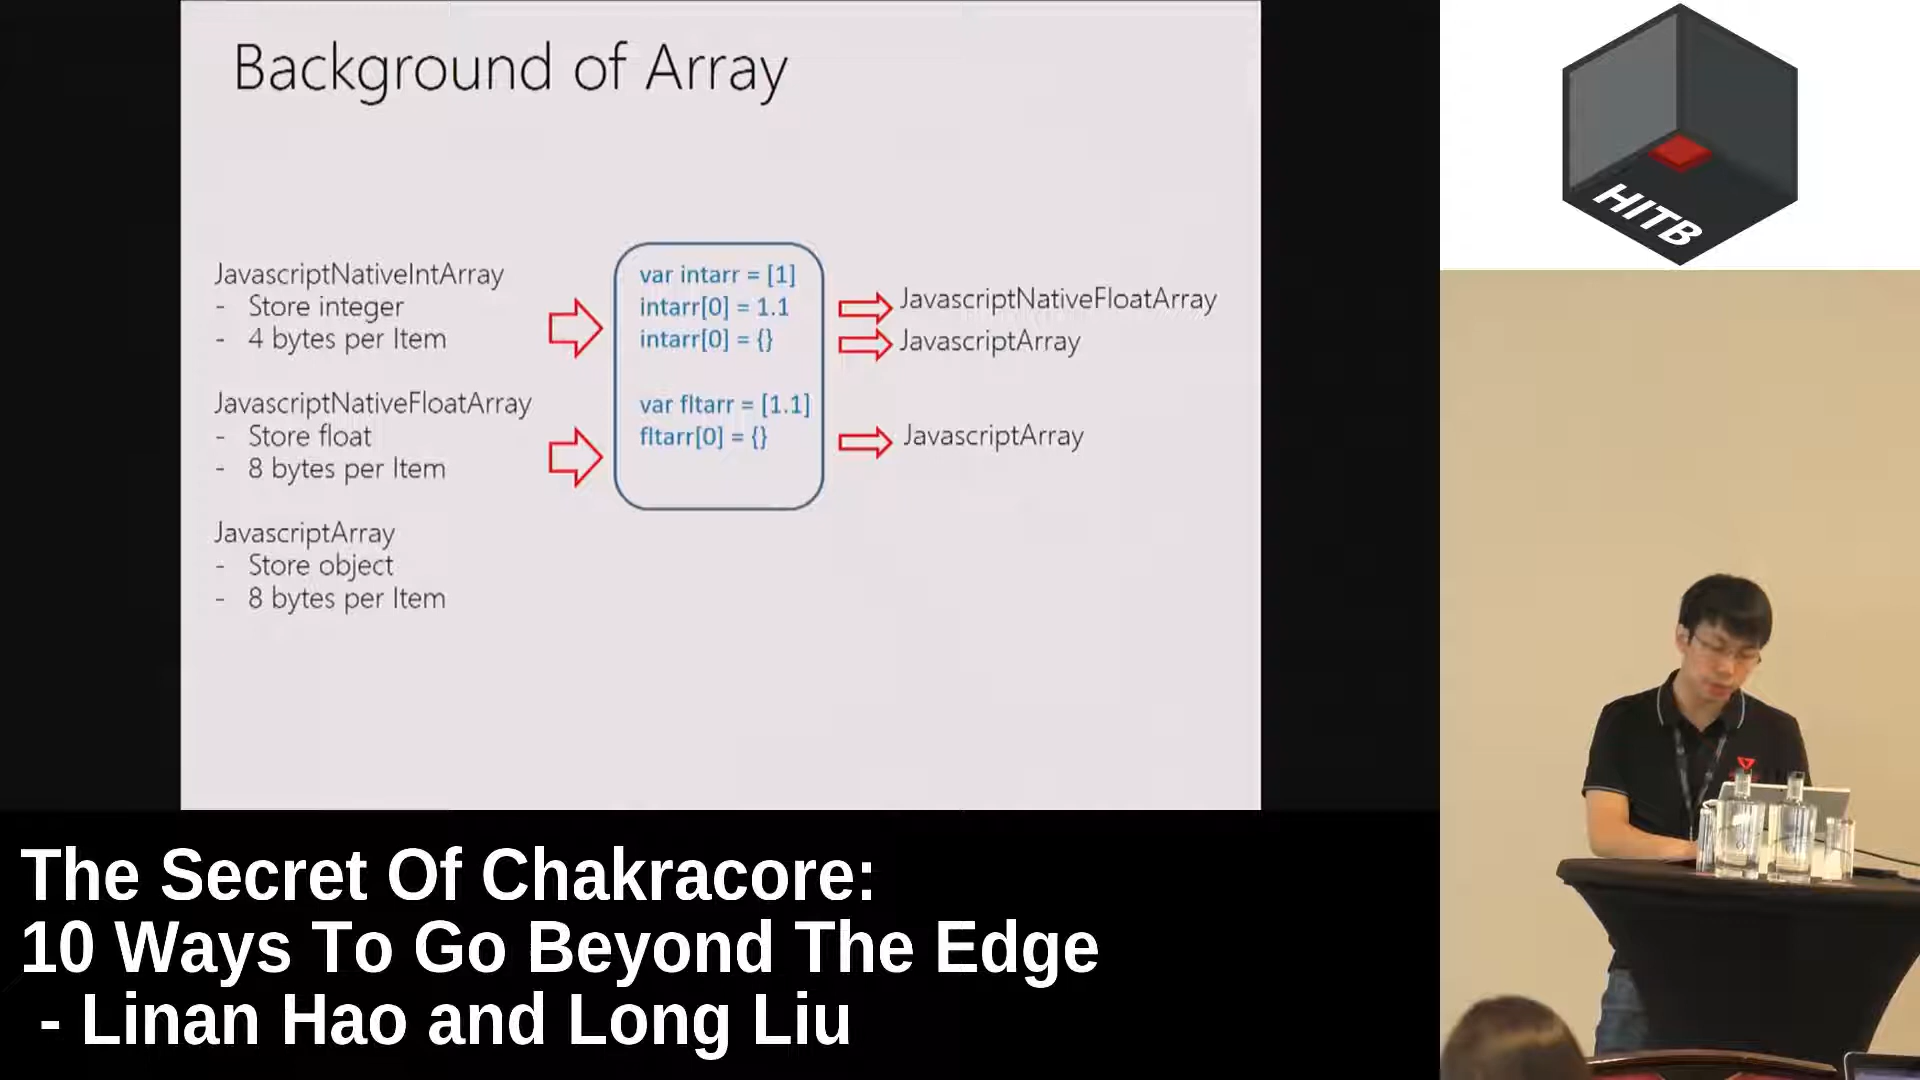 Background of Array
JavascriptNativeIntArray
- Store integer
- 4 bytes per Item
JavascriptNativeFloatArray
- Store float
- 8 bytes per Item
JavascriptArray
- Store object
- 8 bytes per Item
var intarr = [1]
intarr[0] = 1.1
intarr[0] = {}
var fltarr = [1.1]
fltarr[0] = {}
JavascriptNativeFloatArray
JavascriptArray
JavascriptArray
HITB
The Secret Of Chakracore:
10 Ways To Go Beyond The Edge
- Linan Hao and Long Liu